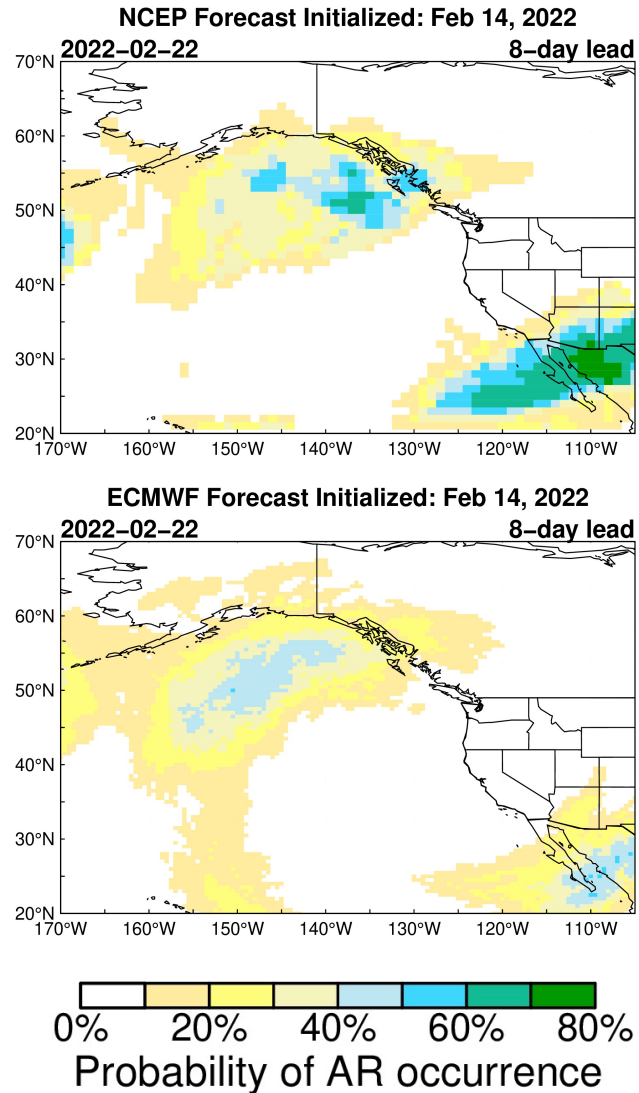 NCEP Forecast Initialized: Feb 14, 2022
2022−02−22 8−day lead
70°N
60°N
50°N
40°N
30°N
20°N
170°W 160°W 150°W 140°W 130°W 120°W 110°W
ECMWF Forecast Initialized: Feb 14, 2022
2022−02−22 8−day lead
70°N
60°N
50°N
40°N
30°N
20°N
170°W 160°W 150°W 140°W 130°W 120°W 110°W
0% 20% 40% 60% 80%
Probability of AR occurrence